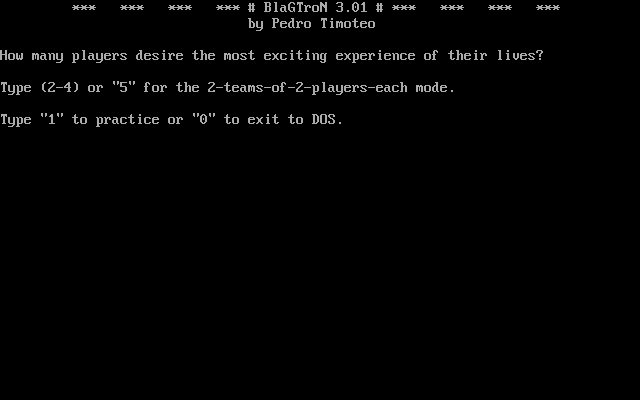 *** *** *** *** # BlaGTroN 3.01 # *** *** *** ***
by Pedro Timoteo
How many players desire the most exciting experience of their lives?
Type (2-4) or "5" for the 2-teams-of-2-players-each mode.
Type "1" to practice or "0" to exit to DOS.